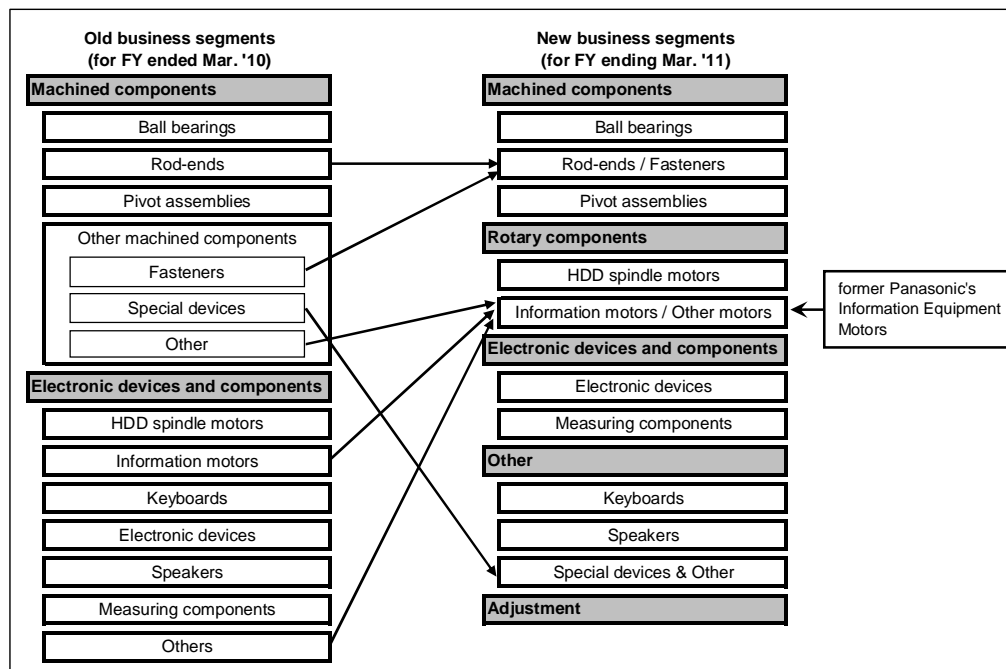 Old business segments
(for FY ended Mar. '10)
Machined components
Ball bearings
Rod-ends
Pivot assemblies
Other machined components
Fasteners
Special devices
Other
Electronic devices and components
HDD spindle motors
Information motors
Keyboards
Electronic devices
Speakers
Measuring components
Others
New business segments
(for FY ending Mar. '11)
Machined components
Ball bearings
Rod-ends / Fasteners
Pivot assemblies
Rotary components
HDD spindle motors
Information motors / Other motors
Electronic devices and components
Electronic devices
Measuring components
Other
Keyboards
Speakers
Special devices & Other
Adjustment
former Panasonic's
Information Equipment
Motors